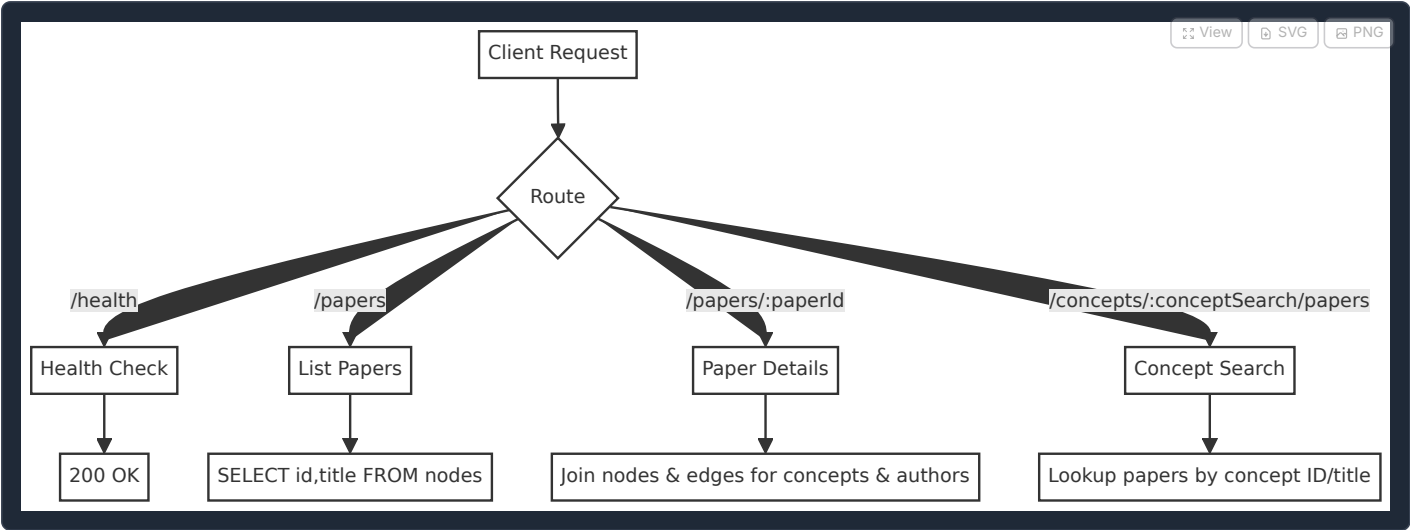 View
SVG
PNG
Client Request
Route
/health
/papers
/papers/:paperId
/concepts/:conceptSearch/papers
Health Check
List Papers
Paper Details
Concept Search
200 OK
SELECT id,title FROM nodes
Join nodes & edges for concepts & authors
Lookup papers by concept ID/title